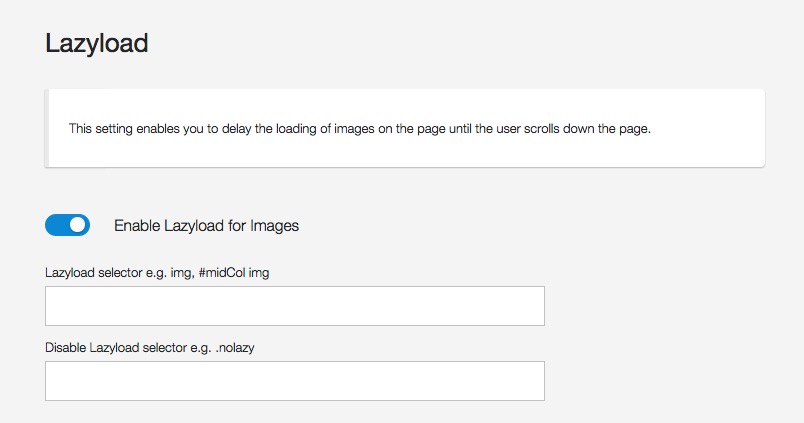 Lazyload
This setting enables you to delay the loading of images on the page until the user scrolls down the page.
Enable Lazyload for Images
Lazyload selector e.g. img, #midCol img
Disable Lazyload selector e.g. .nolazy